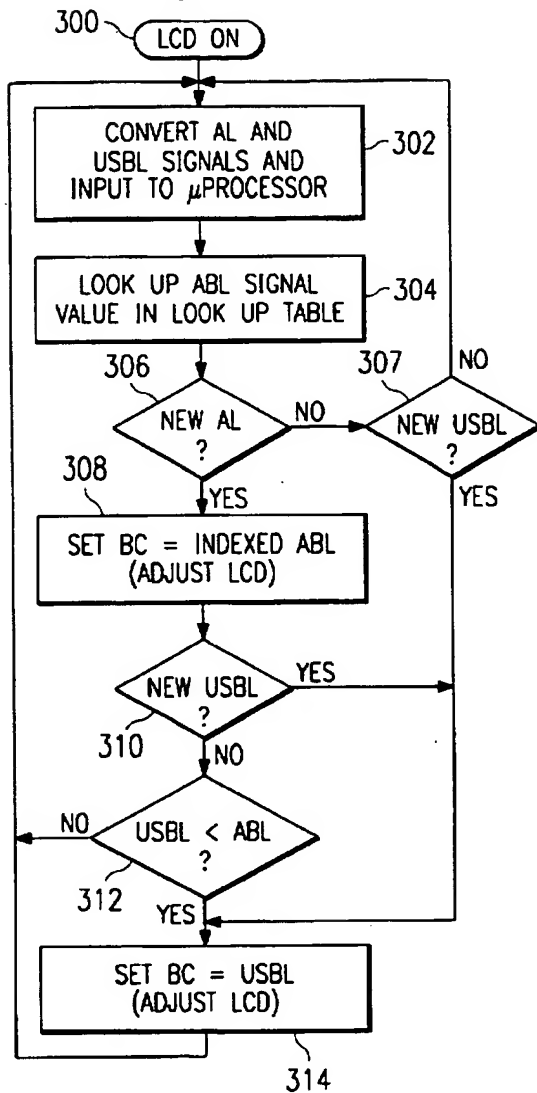 300
LCD ON
CONVERT AL AND
USBL SIGNALS AND
INPUT TO μPROCESSOR
302
LOOK UP ABL SIGNAL
VALUE IN LOOK UP TABLE
304
306
NEW AL
?
NO
307
NEW USBL
?
NO
YES
308
YES
SET BC = INDEXED ABL
(ADJUST LCD)
NEW USBL
?
YES
310
NO
USBL < ABL
?
NO
312
YES
SET BC = USBL
(ADJUST LCD)
314